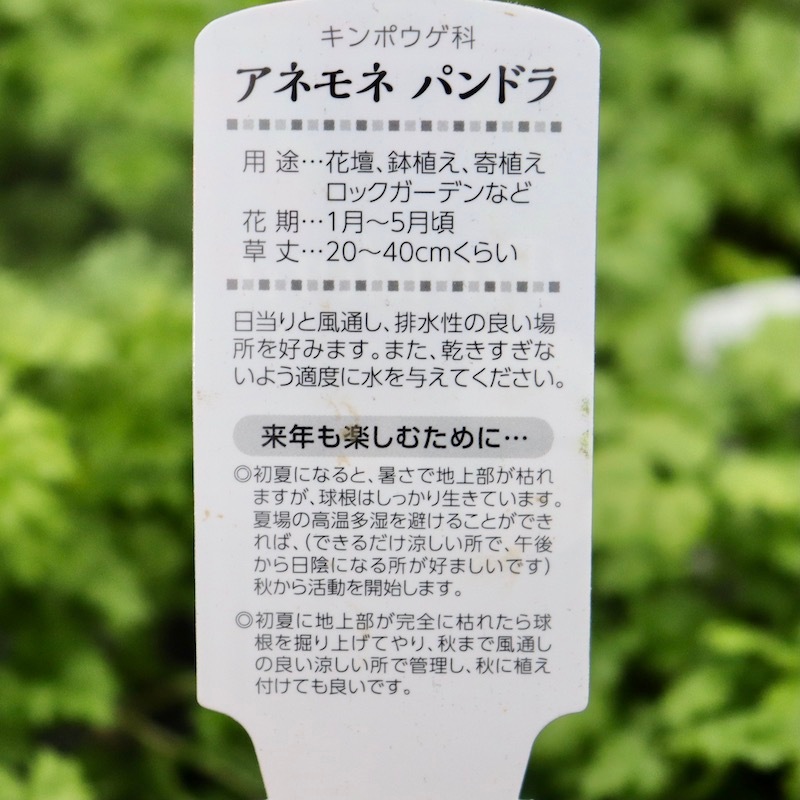 キンポウゲ科
アネモネ パンドラ
用 途…花壇、鉢植え、寄植え
ロックガーデンなど
花 期…1月〜5月頃
草 丈…20〜40cmくらい
日当りと風通し、排水性の良い場
所を好みます。また、乾きすぎな
いよう適度に水を与えてください。
来年も楽しむために…
◎初夏になると、暑さで地上部が枯れ
ますが、球根はしっかり生きています。
夏場の高温多湿を避けることができ
れば、(できるだけ涼しい所で、午後
から日陰になる所が好ましいです)
秋から活動を開始します。
◎初夏に地上部が完全に枯れたら球
根を掘り上げてやり、秋まで風通し
の良い涼しい所で管理し、秋に植え
付けても良いです。